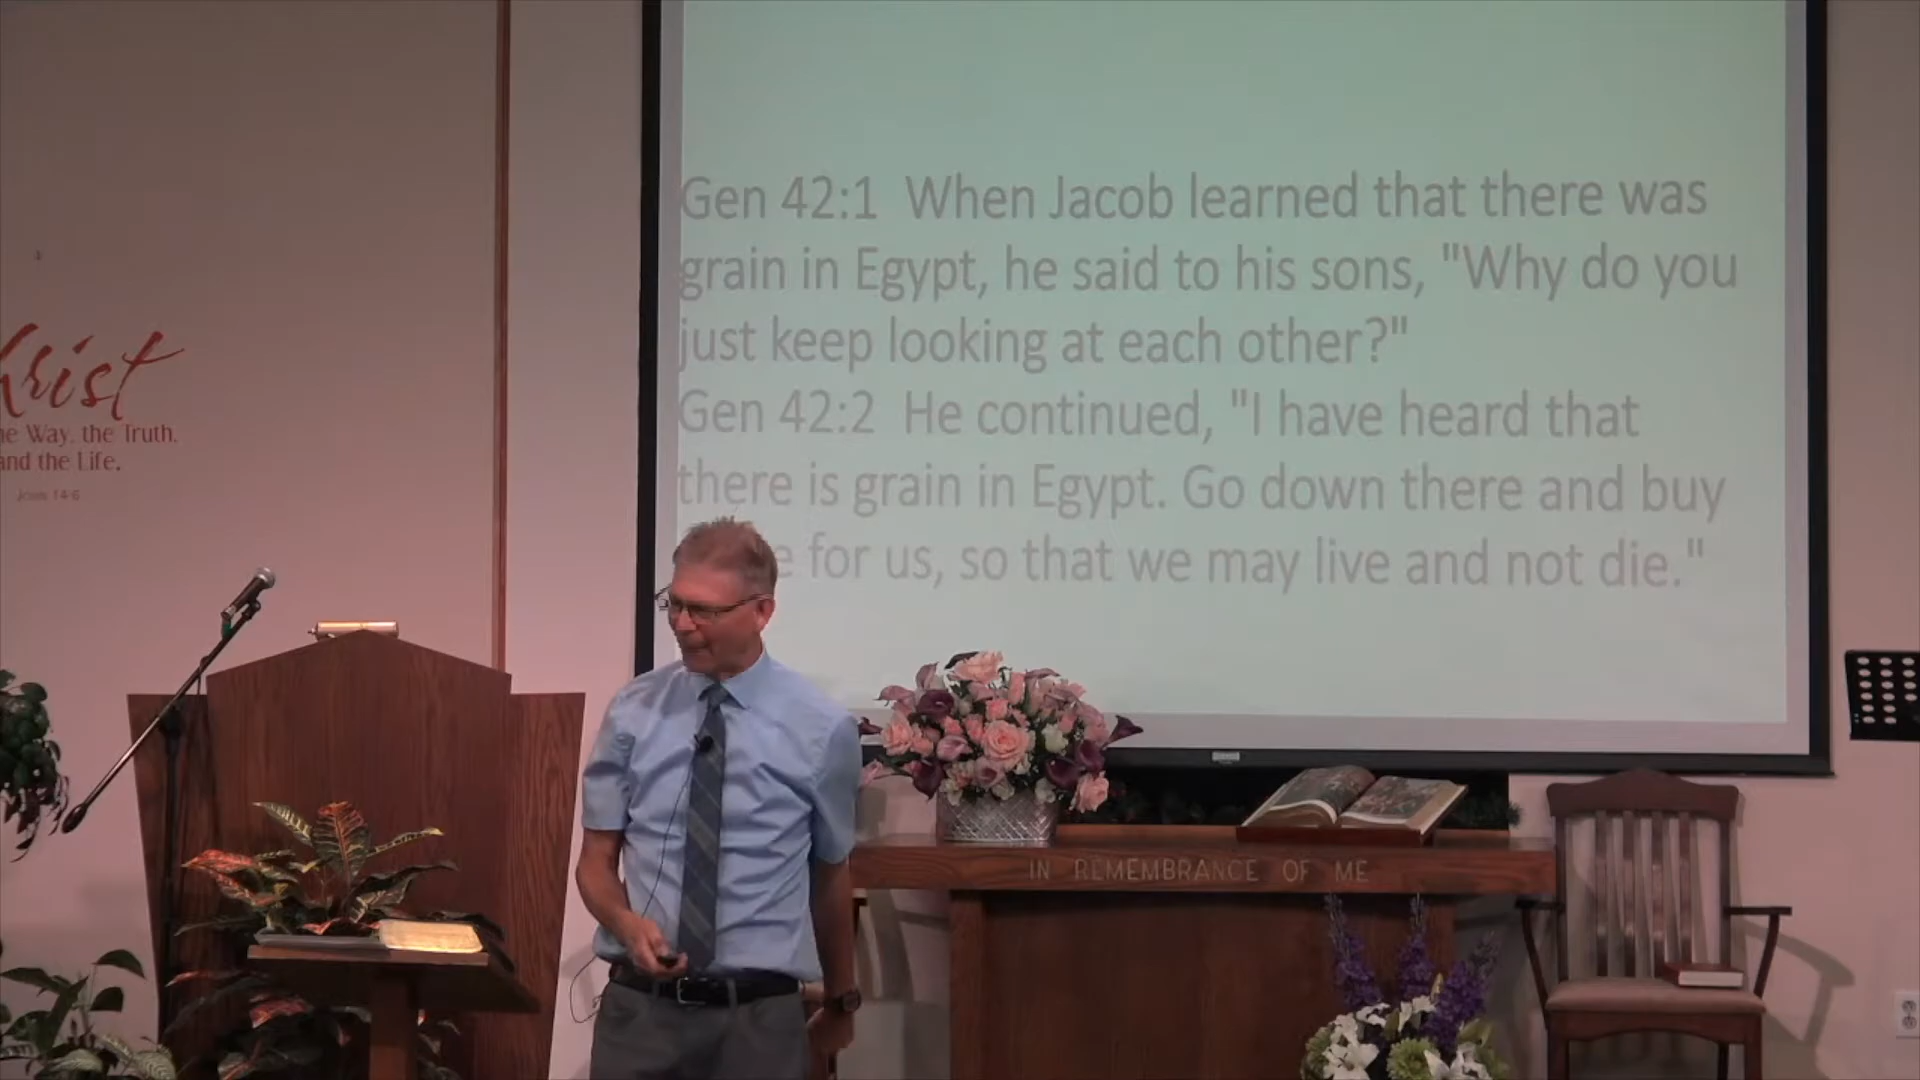 Gen 42:1 When Jacob learned that there was
grain in Egypt, he said to his sons, "Why do you
just keep looking at each other?"
Gen 42:2 He continued, "I have heard that
there is grain in Egypt. Go down there and buy
for us, so that we may live and not die."
the Way, the Truth,
and the Life.
John 14:6
IN REMEMBRANCE OF ME